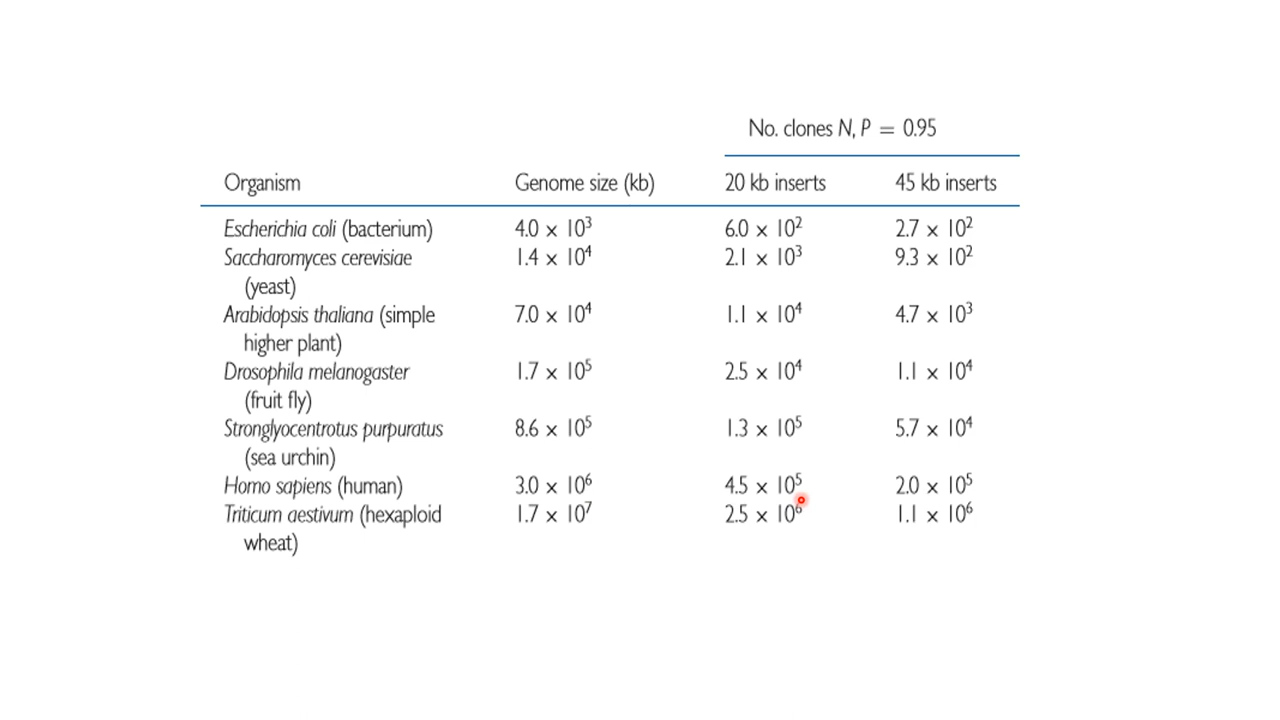 No. clones N, P = 0.95
Organism Genome size (kb) 20 kb inserts 45 kb inserts
Escherichia coli (bacterium) 4.0 × 10³ 6.0 × 10² 2.7 × 10²
Saccharomyces cerevisiae 1.4 × 10⁴ 2.1 × 10³ 9.3 × 10²
(yeast)
Arabidopsis thaliana (simple 7.0 × 10⁴ 1.1 × 10⁴ 4.7 × 10³
higher plant)
Drosophila melanogaster 1.7 × 10⁵ 2.5 × 10⁴ 1.1 × 10⁴
(fruit fly)
Stronglyocentrotus purpuratus 8.6 × 10⁵ 1.3 × 10⁵ 5.7 × 10⁴
(sea urchin)
Homo sapiens (human) 3.0 × 10⁶ 4.5 × 10⁵ 2.0 × 10⁵
Triticum aestivum (hexaploid 1.7 × 10⁷ 2.5 × 10⁶ 1.1 × 10⁶
wheat)